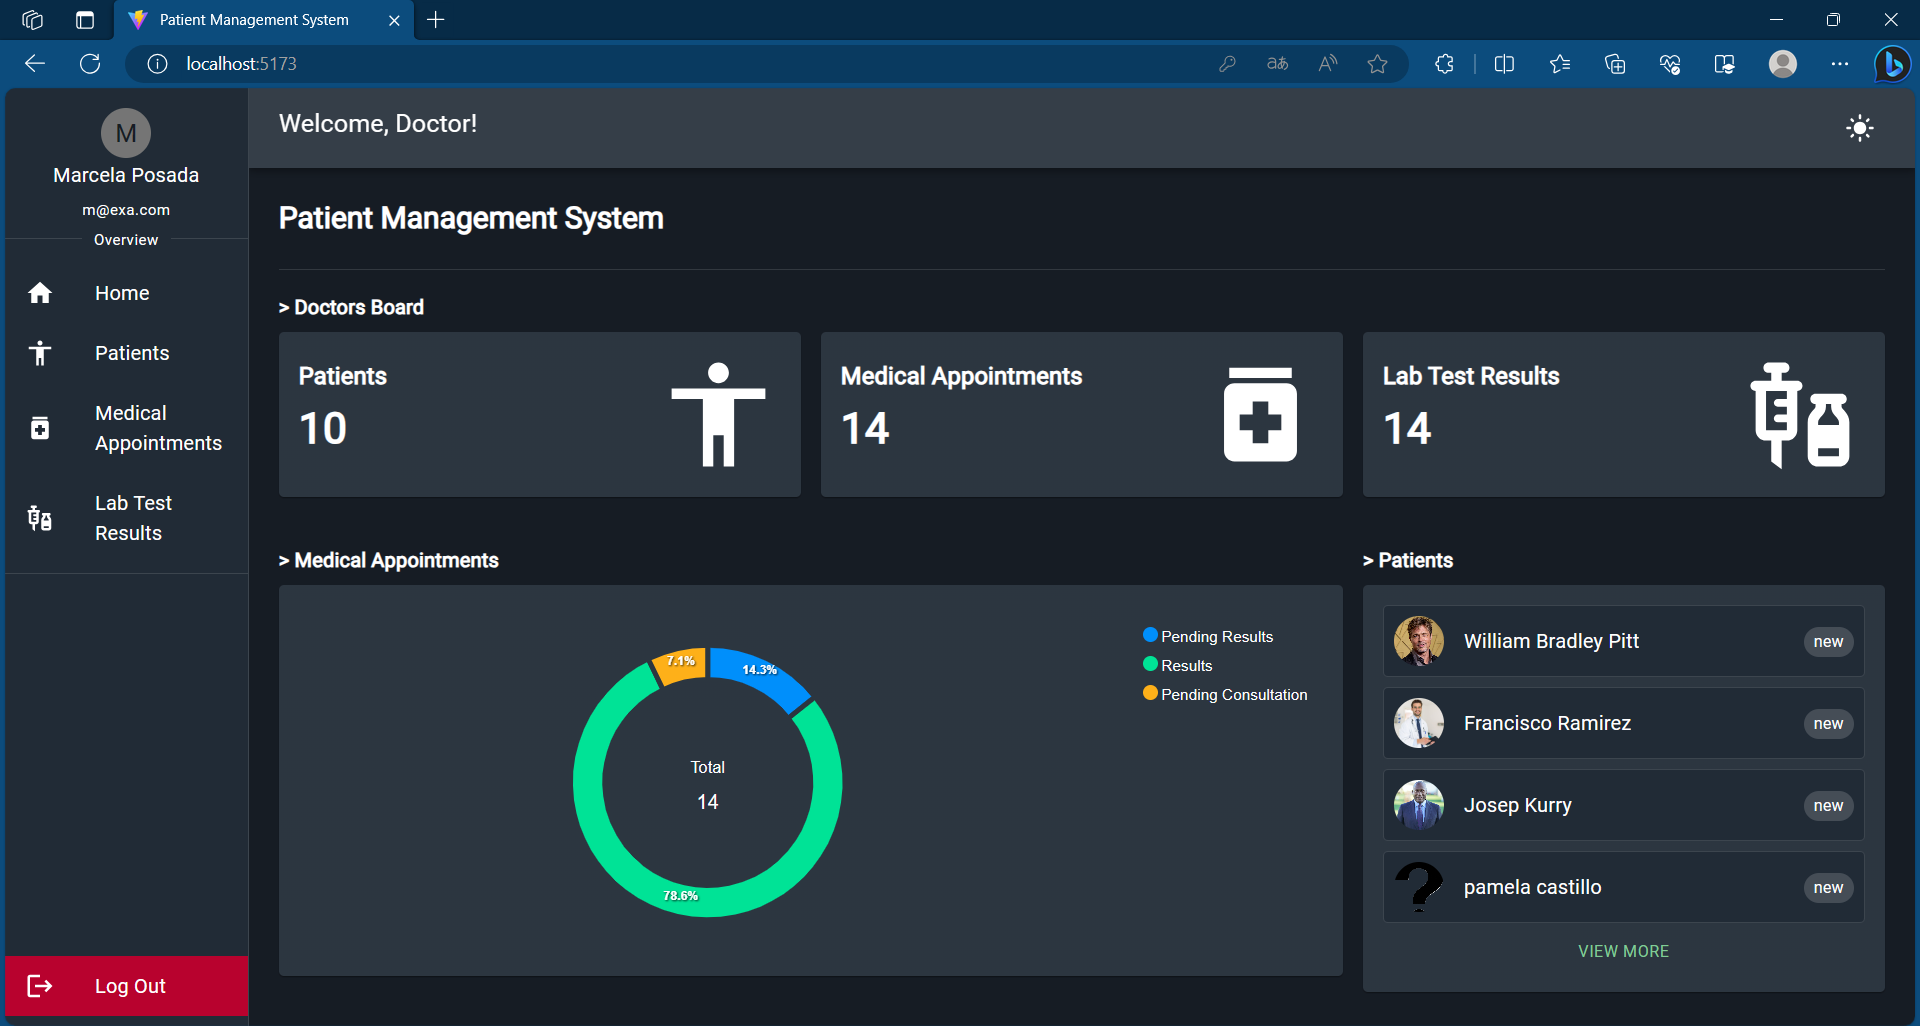 Patient Management System
localhost:5173
M
Marcela Posada
m@exa.com
Overview
Home
Patients
Medical
Appointments
Lab Test
Results
Log Out
Welcome, Doctor!
Patient Management System
> Doctors Board
Patients
10
Medical Appointments
14
Lab Test Results
14
> Medical Appointments
Pending Results
Results
Pending Consultation
7.1%
14.3%
Total
14
78.6%
> Patients
William Bradley Pitt
new
Francisco Ramirez
new
Josep Kurry
new
?
pamela castillo
new
VIEW MORE